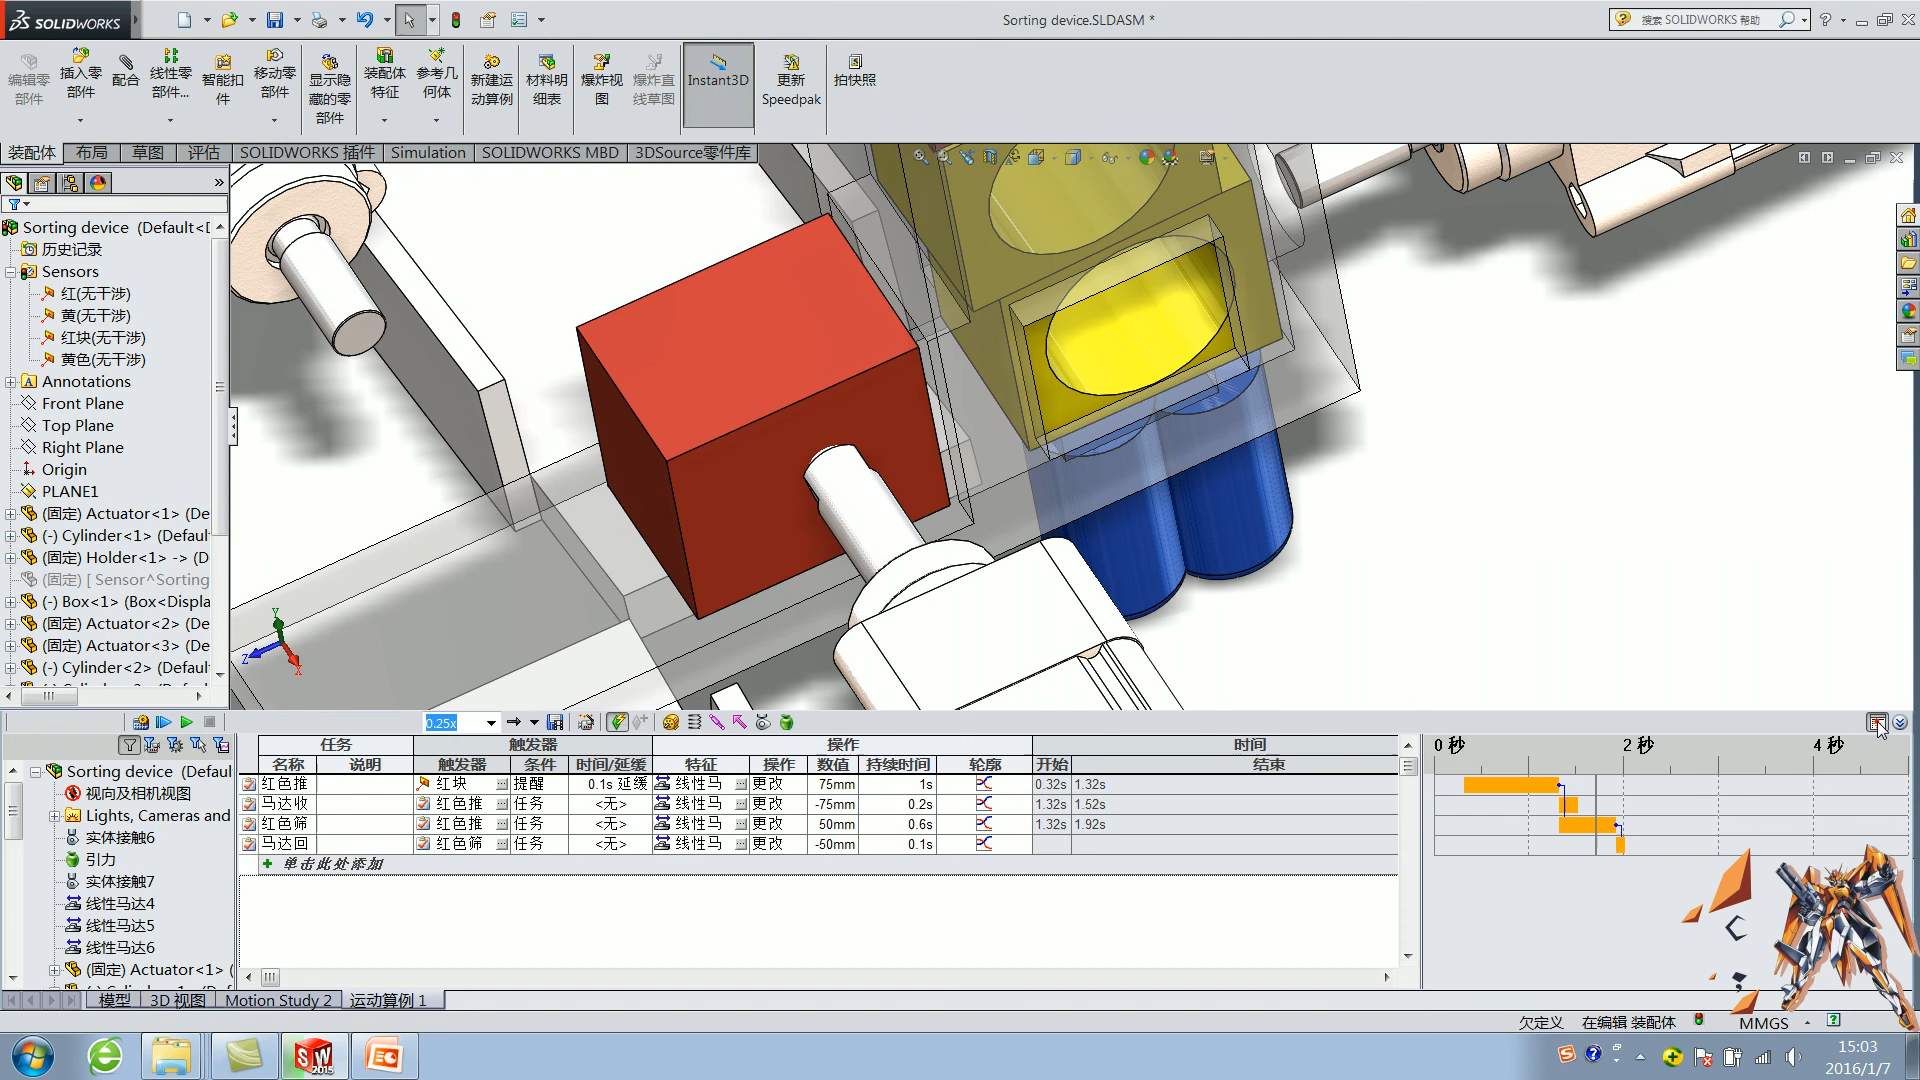 SOLIDWORKS
Sorting device.SLDASM *
搜索 SOLIDWORKS 帮助
编辑零部件
插入零部件
配合
线性零部件...
智能扣件
移动零部件
显示隐藏的零部件
装配体特征
参考几何体
新建运动算例
材料明细表
爆炸视图
爆炸直线草图
Instant3D
更新 Speedpak
拍快照
装配体 布局 草图 评估 SOLIDWORKS 插件 Simulation SOLIDWORKS MBD 3DSource零件库
Sorting device (Default<D
历史记录
Sensors
红(无干涉)
黄(无干涉)
红块(无干涉)
黄色(无干涉)
Annotations
Front Plane
Top Plane
Right Plane
Origin
PLANE1
(固定) Actuator<1> (De
(-) Cylinder<1> (Defaul
(固定) Holder<1> -> (D
(固定) [ Sensor^Sorting
(-) Box<1> (Box<Displa
(固定) Actuator<2> (De
(固定) Actuator<3> (De
(-) Cylinder<2> (Defaul
Y
Z
X
0.25x
任务 触发器 操作 时间
名称 说明 触发器 条件 时间/延缓 特征 操作 数值 持续时间 轮廓 开始 结束
红色推 红块 提醒 0.1s 延缓 线性马 更改 75mm 1s 0.32s 1.32s
马达收 红色推 任务 <无> 线性马 更改 -75mm 0.2s 1.32s 1.52s
红色筛 红色推 任务 <无> 线性马 更改 50mm 0.6s 1.32s 1.92s
马达回 红色筛 任务 <无> 线性马 更改 -50mm 0.1s
单击此处添加
0 秒 2 秒 4 秒
Sorting device (Defaul
视向及相机视图
Lights, Cameras and
实体接触6
引力
实体接触7
线性马达4
线性马达5
线性马达6
(固定) Actuator<1> (
模型 3D 视图 Motion Study 2 运动算例 1
欠定义 在编辑 装配体 MMGS
SW 2015
15:03
2016/1/7